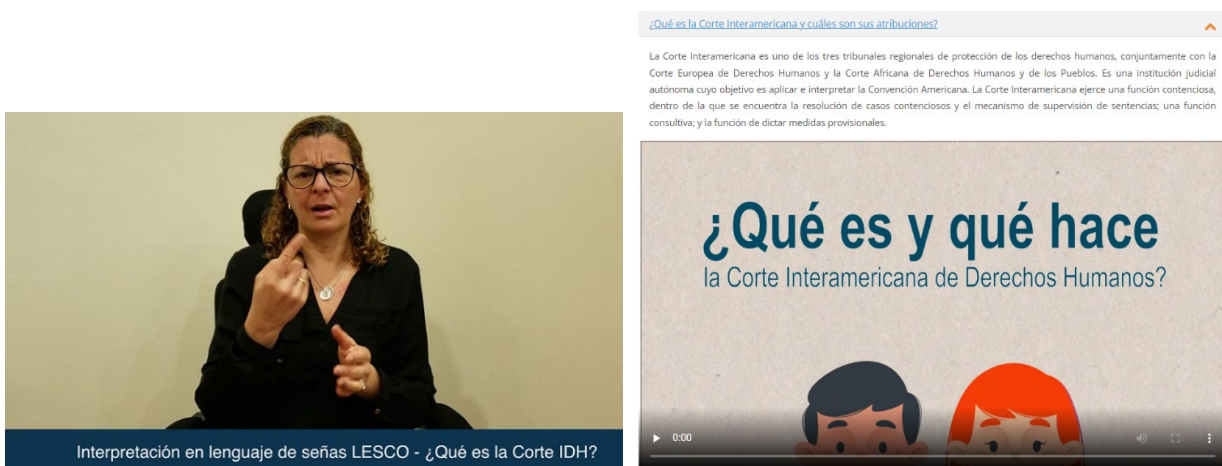 ¿Qué es la Corte Interamericana y cuáles son sus atribuciones?
La Corte Interamericana es uno de los tres tribunales regionales de protección de los derechos humanos, conjuntamente con la
Corte Europea de Derechos Humanos y la Corte Africana de Derechos Humanos y de los Pueblos. Es una institución judicial
autónoma cuyo objetivo es aplicar e interpretar la Convención Americana. La Corte Interamericana ejerce una función contenciosa,
dentro de la que se encuentra la resolución de casos contenciosos y el mecanismo de supervisión de sentencias; una función
consultiva; y la función de dictar medidas provisionales.
¿Qué es y qué hace
la Corte Interamericana de Derechos Humanos?
0:00
Interpretación en lenguaje de señas LESCO - ¿Qué es la Corte IDH?